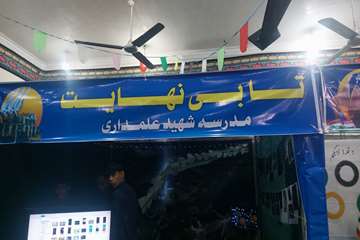 تا بی نهایت
مدرسه شهید علمداری